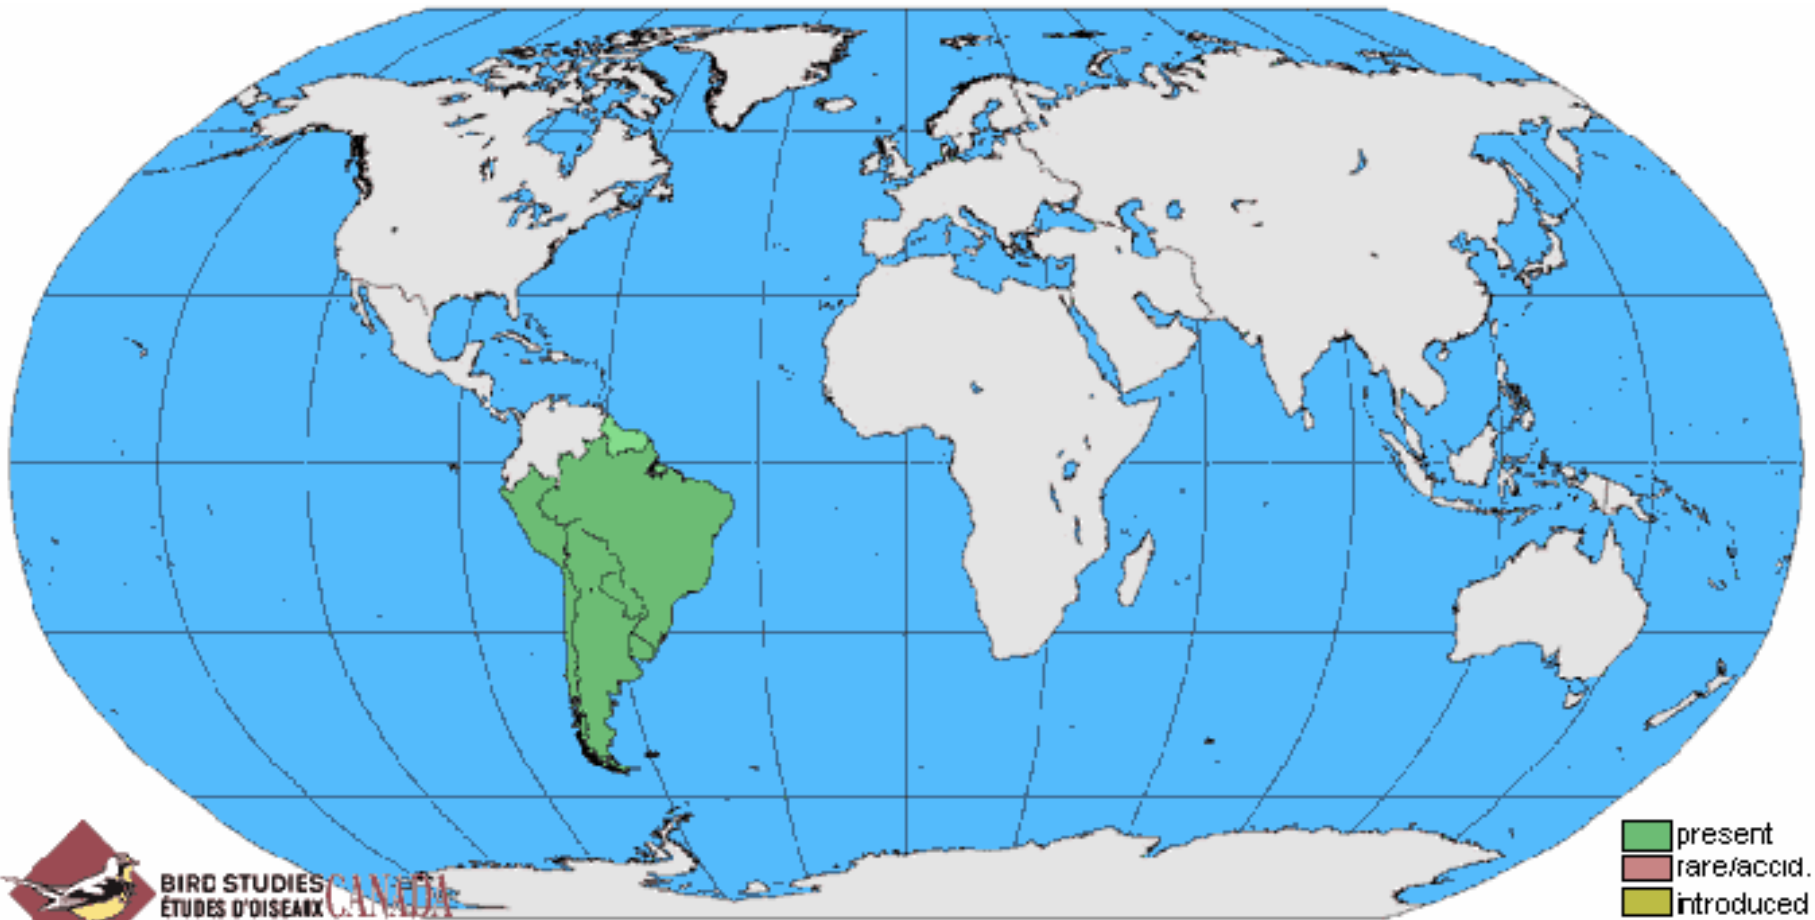 present
rare/accid.
introduced
BIRD STUDIES
ÉTUDES D'OISEAUX CANADA